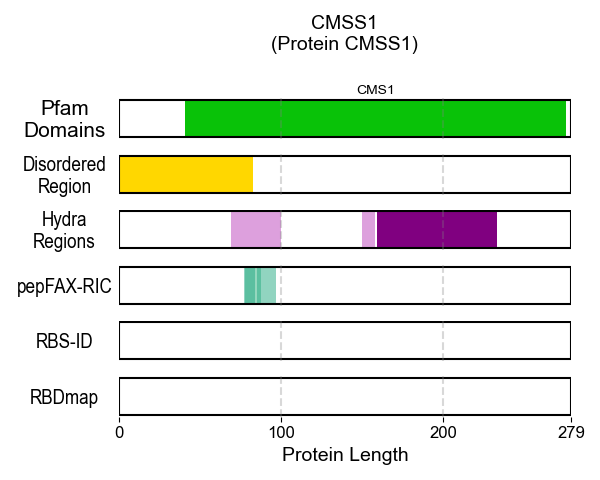 CMSS1
(Protein CMSS1)
CMS1
Pfam
Domains
Disordered
Region
Hydra
Regions
pepFAX-RIC
RBS-ID
RBDmap
0 100 200 279
Protein Length